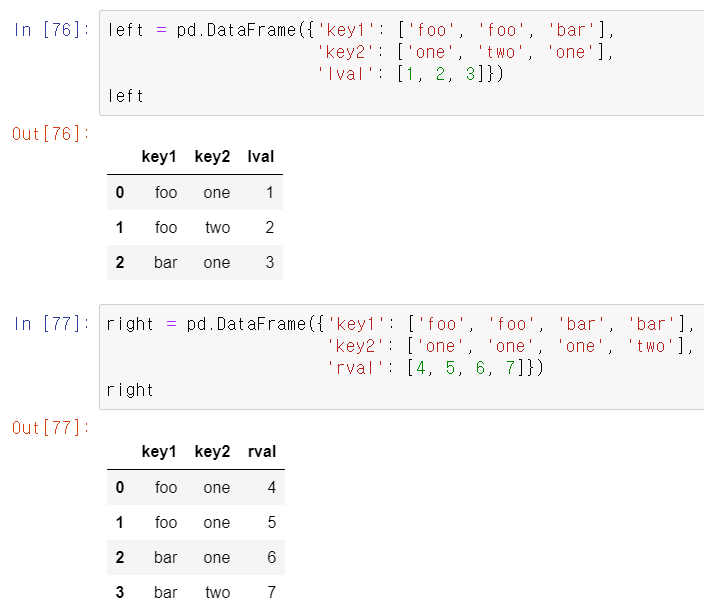 In [76]: left = pd.DataFrame({'key1': ['foo', 'foo', 'bar'],
'key2': ['one', 'two', 'one'],
'lval': [1, 2, 3]})
left
Out[76]:
key1 key2 lval
0 foo one 1
1 foo two 2
2 bar one 3
In [77]: right = pd.DataFrame({'key1': ['foo', 'foo', 'bar', 'bar'],
'key2': ['one', 'one', 'one', 'two'],
'rval': [4, 5, 6, 7]})
right
Out[77]:
key1 key2 rval
0 foo one 4
1 foo one 5
2 bar one 6
3 bar two 7